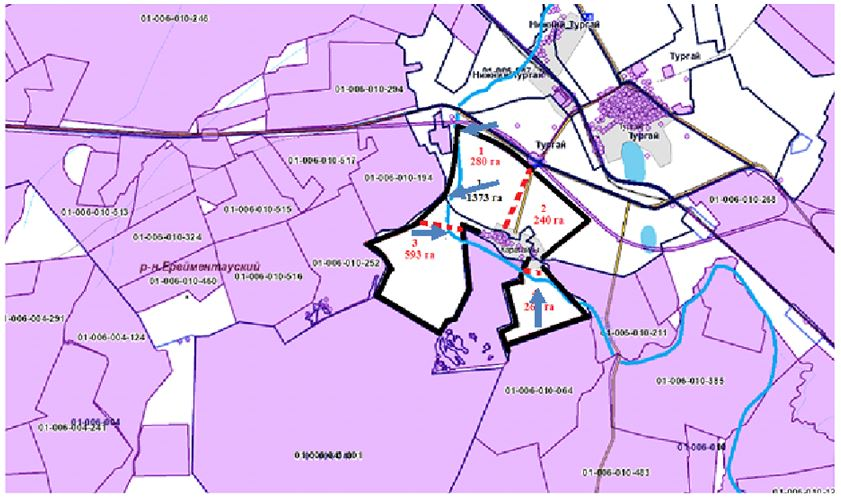 01-006-010-246
Нижний Тургай
Тургай
Нижний Тургай
01-006-010-294
Тургай
Тургай
1
280 га
01-006-010-517
01-006-010-194
1373 га
01-006-010-268
01-006-010-513
01-006-010-515
2
240 га
01-006-010-324
3
593 га
01-006-010-252
р-н.Ерейментауский
01-006-010-516
01-006-010-460
01-006-004-291
01-006-004-124
01-006-010-211
01-006-010-385
01-006-010-064
01-006-004-241
01-006-010-483